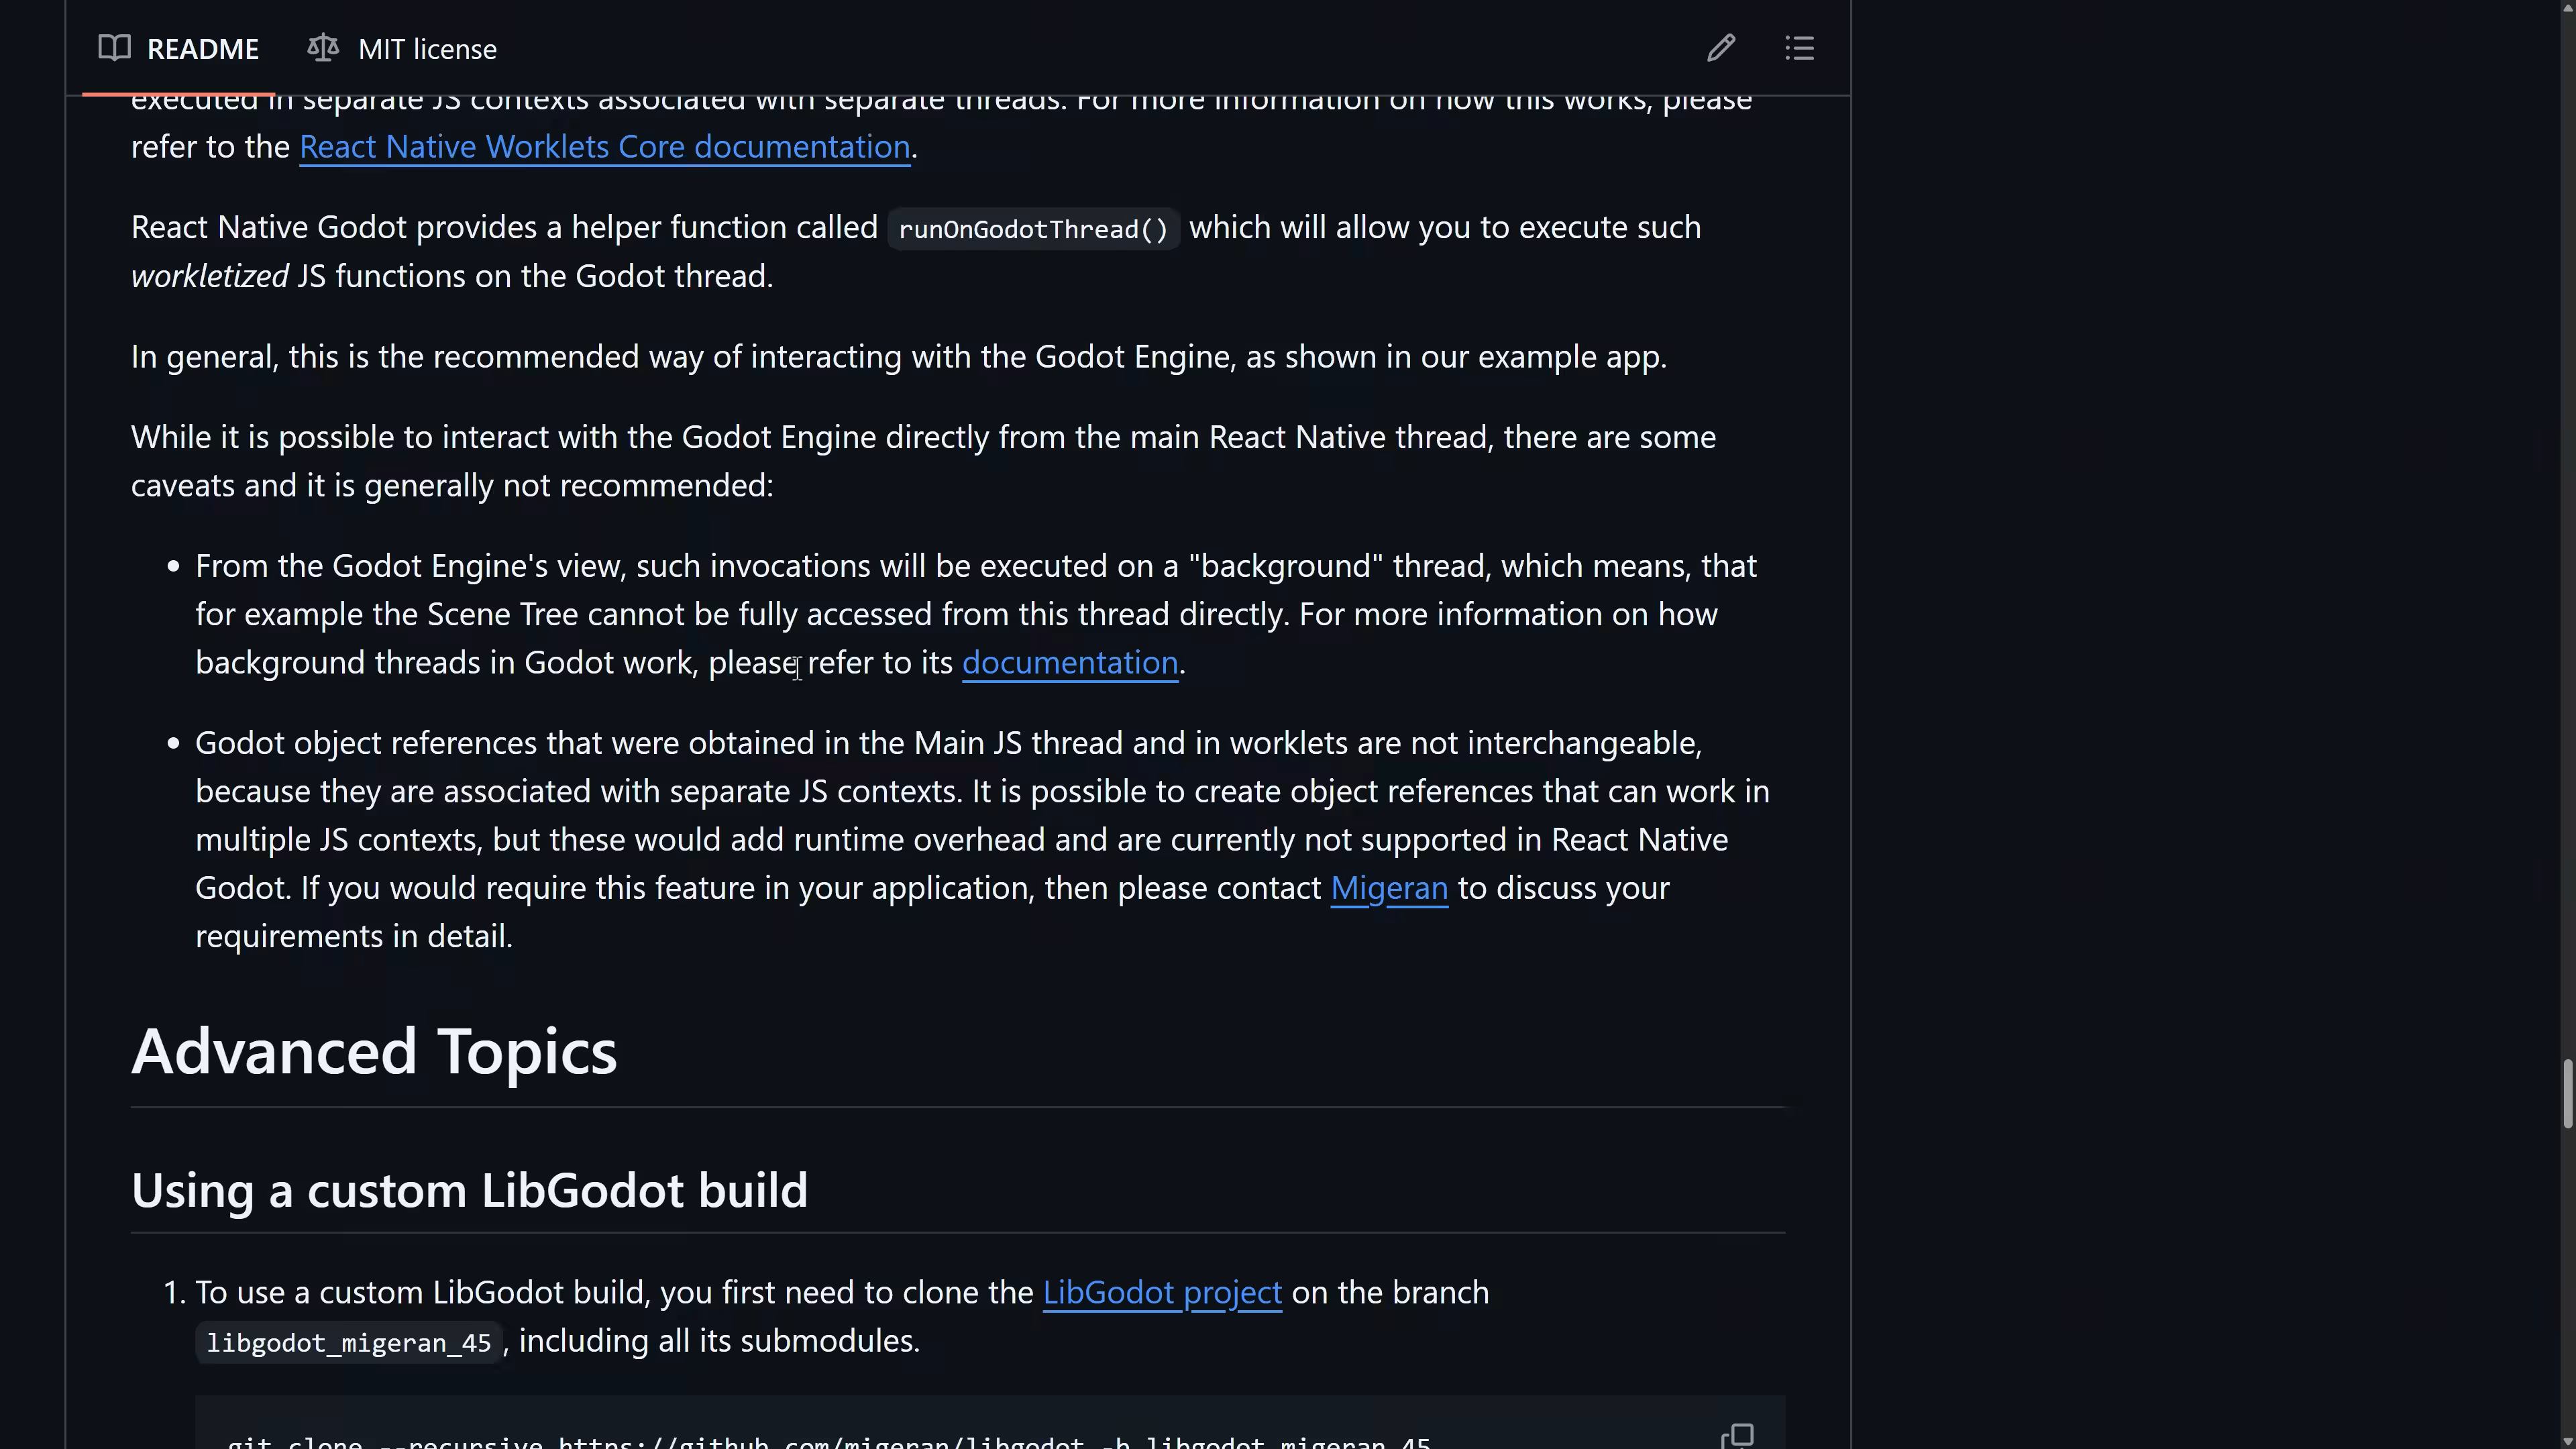 README MIT license
executed in separate JS contexts associated with separate threads. For more information on how this works, please
refer to the React Native Worklets Core documentation.
React Native Godot provides a helper function called runOnGodotThread() which will allow you to execute such
workletized JS functions on the Godot thread.
In general, this is the recommended way of interacting with the Godot Engine, as shown in our example app.
While it is possible to interact with the Godot Engine directly from the main React Native thread, there are some
caveats and it is generally not recommended:
• From the Godot Engine's view, such invocations will be executed on a "background" thread, which means, that
for example the Scene Tree cannot be fully accessed from this thread directly. For more information on how
background threads in Godot work, please refer to its documentation.
• Godot object references that were obtained in the Main JS thread and in worklets are not interchangeable,
because they are associated with separate JS contexts. It is possible to create object references that can work in
multiple JS contexts, but these would add runtime overhead and are currently not supported in React Native
Godot. If you would require this feature in your application, then please contact Migeran to discuss your
requirements in detail.
Advanced Topics
Using a custom LibGodot build
1. To use a custom LibGodot build, you first need to clone the LibGodot project on the branch
libgodot_migeran_45, including all its submodules.
git clone --recursive https://github.com/migeran/libgodot -b libgodot_migeran_45